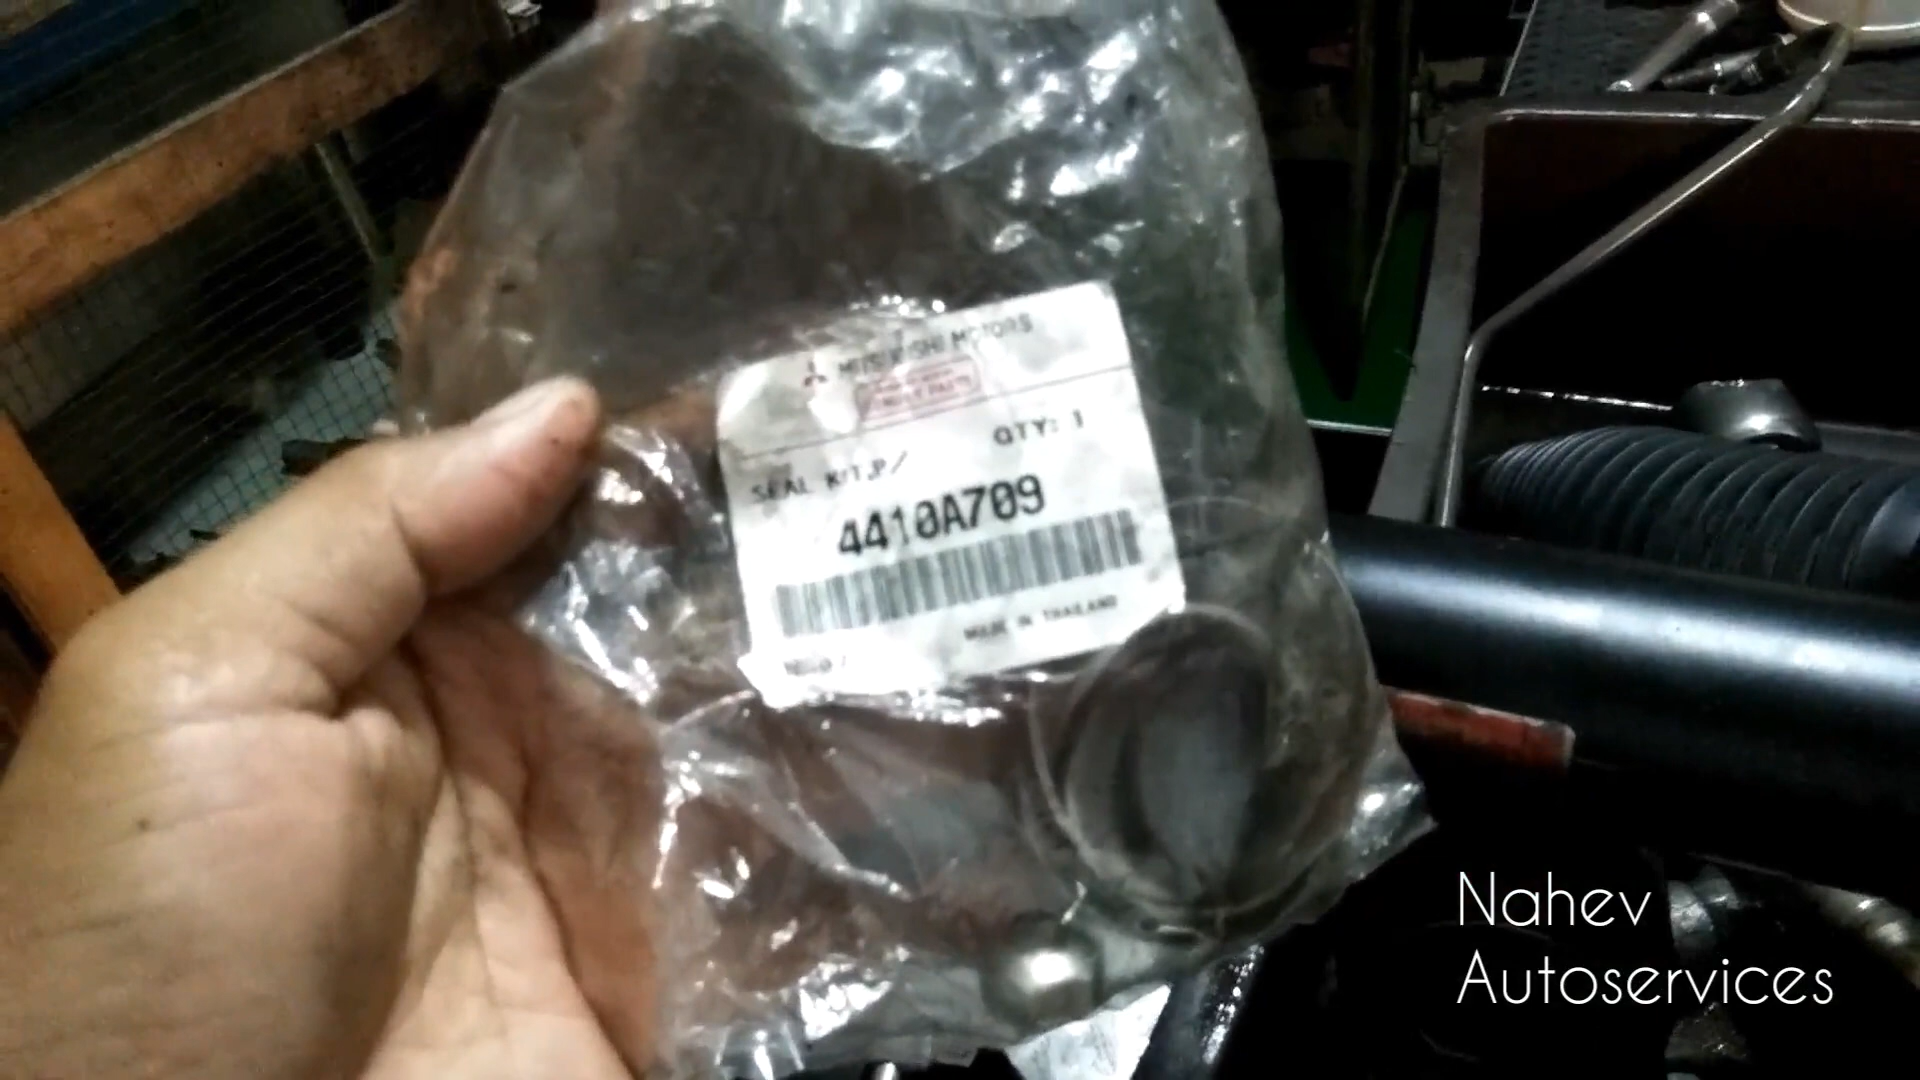 MITSUBISHI MOTORS
QTY: 1
SEAL KIT,P/
4410A709
MADE IN THAILAND
Nahev
Autoservices